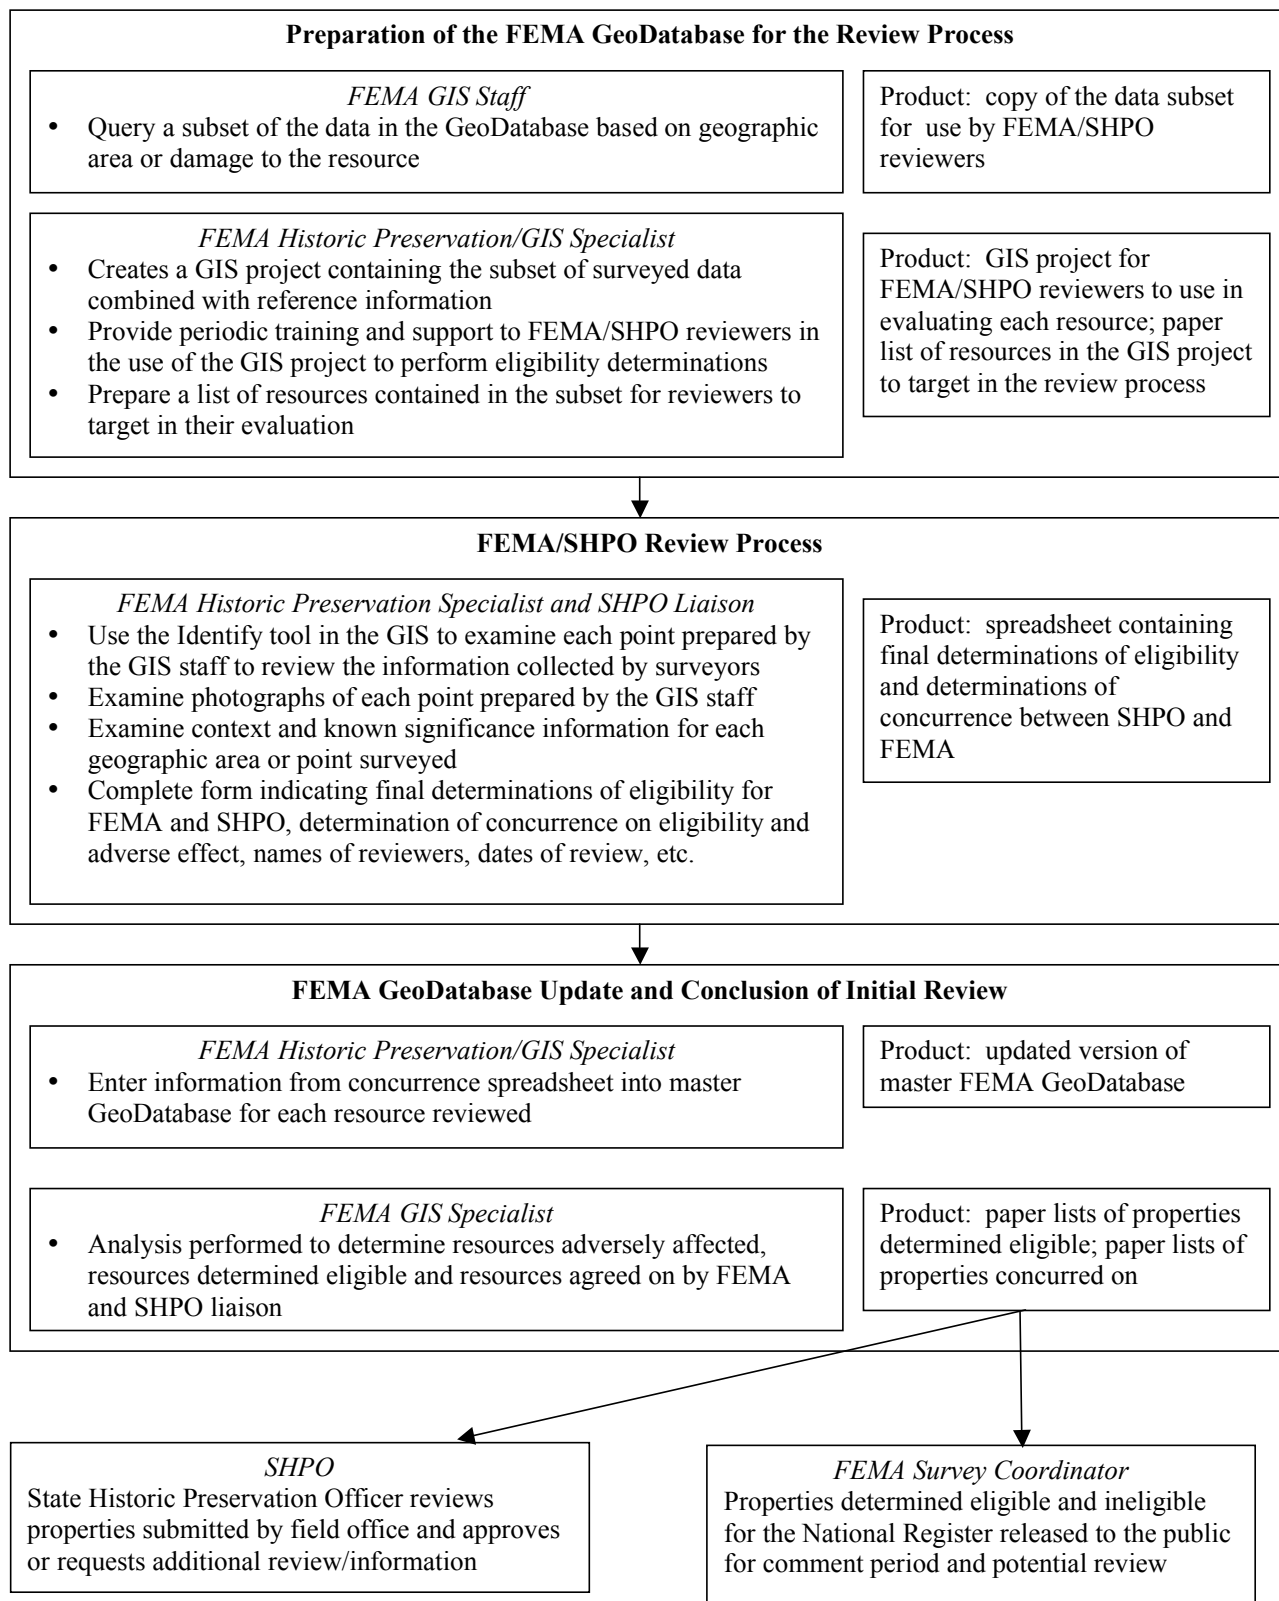 Preparation of the FEMA GeoDatabase for the Review Process
FEMA GIS Staff
• Query a subset of the data in the GeoDatabase based on geographic
area or damage to the resource
Product:  copy of the data subset
for  use by FEMA/SHPO
reviewers
FEMA Historic Preservation/GIS Specialist
• Creates a GIS project containing the subset of surveyed data
combined with reference information
• Provide periodic training and support to FEMA/SHPO reviewers in
the use of the GIS project to perform eligibility determinations
• Prepare a list of resources contained in the subset for reviewers to
target in their evaluation
Product:  GIS project for
FEMA/SHPO reviewers to use in
evaluating each resource; paper
list of resources in the GIS project
to target in the review process
FEMA/SHPO Review Process
FEMA Historic Preservation Specialist and SHPO Liaison
• Use the Identify tool in the GIS to examine each point prepared by
the GIS staff to review the information collected by surveyors
• Examine photographs of each point prepared by the GIS staff
• Examine context and known significance information for each
geographic area or point surveyed
• Complete form indicating final determinations of eligibility for
FEMA and SHPO, determination of concurrence on eligibility and
adverse effect, names of reviewers, dates of review, etc.
Product:  spreadsheet containing
final determinations of eligibility
and determinations of
concurrence between SHPO and
FEMA
FEMA GeoDatabase Update and Conclusion of Initial Review
FEMA Historic Preservation/GIS Specialist
• Enter information from concurrence spreadsheet into master
GeoDatabase for each resource reviewed
Product:  updated version of
master FEMA GeoDatabase
FEMA GIS Specialist
• Analysis performed to determine resources adversely affected,
resources determined eligible and resources agreed on by FEMA
and SHPO liaison
Product:  paper lists of properties
determined eligible; paper lists of
properties concurred on
SHPO
State Historic Preservation Officer reviews
properties submitted by field office and approves
or requests additional review/information
FEMA Survey Coordinator
Properties determined eligible and ineligible
for the National Register released to the public
for comment period and potential review